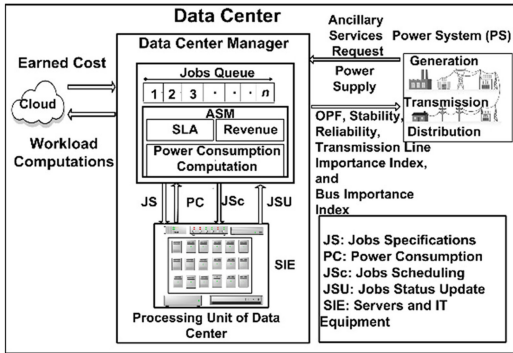 Data Center
Data Center Manager
Jobs Queue
1 2 3 · · · · n
ASM
SLA
Revenue
Power Consumption
Computation
JS
PC
JSc
JSU
SIE
Processing Unit of Data
Center
Earned Cost
Cloud
Workload
Computations
Ancillary
Services
Request
Power
Supply
OPF, Stability,
Reliability,
Transmission Line
Importance Index,
and
Bus Importance
Index
Power System (PS)
Generation
Transmission
Distribution
JS: Jobs Specifications
PC: Power Consumption
JSc: Jobs Scheduling
JSU: Jobs Status Update
SIE: Servers and IT
Equipment